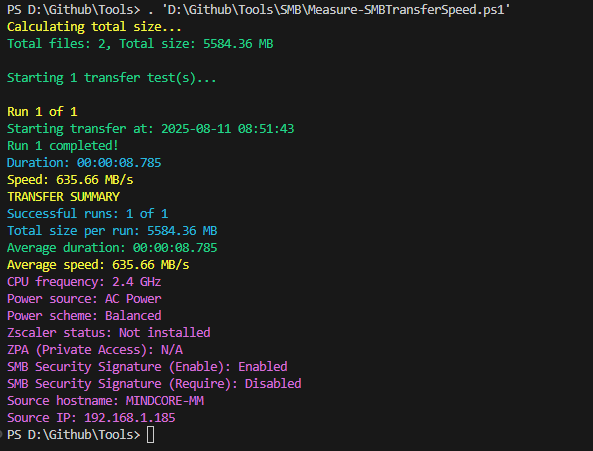 PS D:\Github\Tools> . 'D:\Github\Tools\SMB\Measure-SMBTransferSpeed.ps1'
Calculating total size...
Total files: 2, Total size: 5584.36 MB
Starting 1 transfer test(s)...
Run 1 of 1
Starting transfer at: 2025-08-11 08:51:43
Run 1 completed!
Duration: 00:00:08.785
Speed: 635.66 MB/s
TRANSFER SUMMARY
Successful runs: 1 of 1
Total size per run: 5584.36 MB
Average duration: 00:00:08.785
Average speed: 635.66 MB/s
CPU frequency: 2.4 GHz
Power source: AC Power
Power scheme: Balanced
Zscaler status: Not installed
ZPA (Private Access): N/A
SMB Security Signature (Enable): Enabled
SMB Security Signature (Require): Disabled
Source hostname: MINDCORE-MM
Source IP: 192.168.1.185
PS D:\Github\Tools>